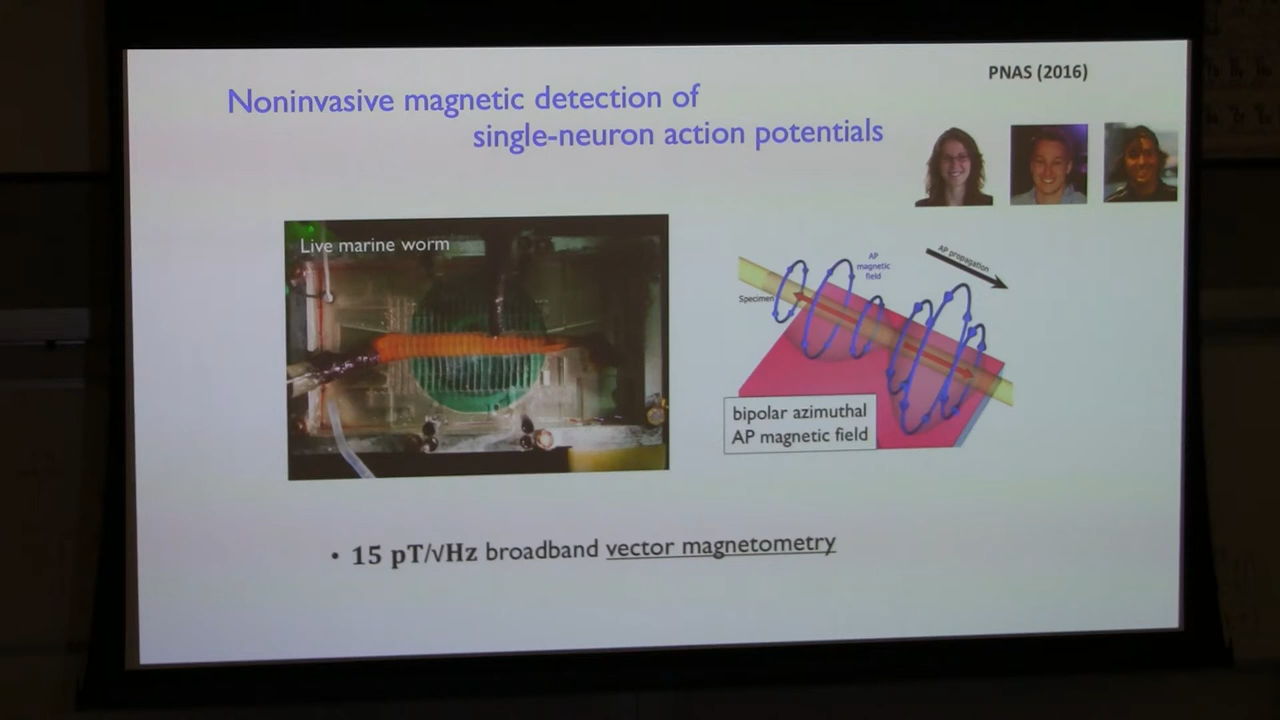 PNAS (2016)
Noninvasive magnetic detection of
single-neuron action potentials
Live marine worm
AP
magnetic
field
AP propagation
Specimen
bipolar azimuthal
AP magnetic field
• 15 pT/√Hz broadband vector magnetometry